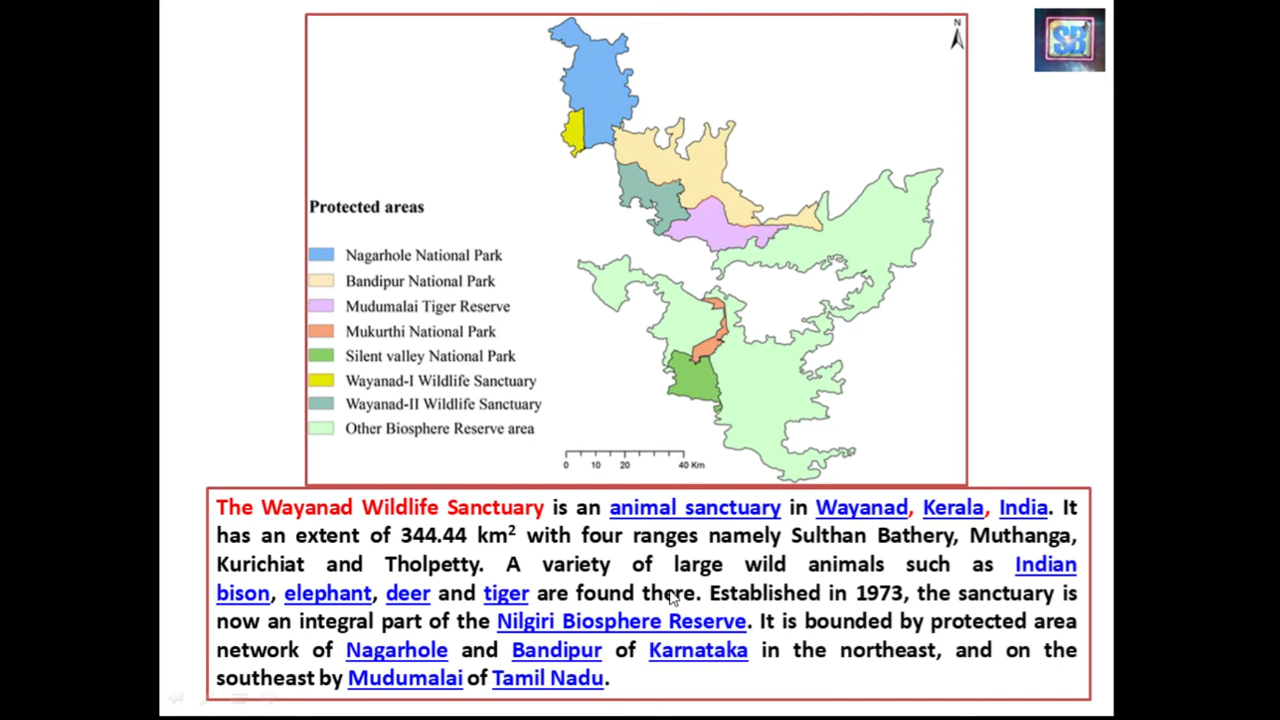 N
SB
Protected areas
Nagarhole National Park
Bandipur National Park
Mudumalai Tiger Reserve
Mukurthi National Park
Silent valley National Park
Wayanad-I Wildlife Sanctuary
Wayanad-II Wildlife Sanctuary
Other Biosphere Reserve area
0 10 20 40 Km
The Wayanad Wildlife Sanctuary is an animal sanctuary in Wayanad, Kerala, India. It
has an extent of 344.44 km² with four ranges namely Sulthan Bathery, Muthanga,
Kurichiat and Tholpetty. A variety of large wild animals such as Indian
bison, elephant, deer and tiger are found there. Established in 1973, the sanctuary is
now an integral part of the Nilgiri Biosphere Reserve. It is bounded by protected area
network of Nagarhole and Bandipur of Karnataka in the northeast, and on the
southeast by Mudumalai of Tamil Nadu.